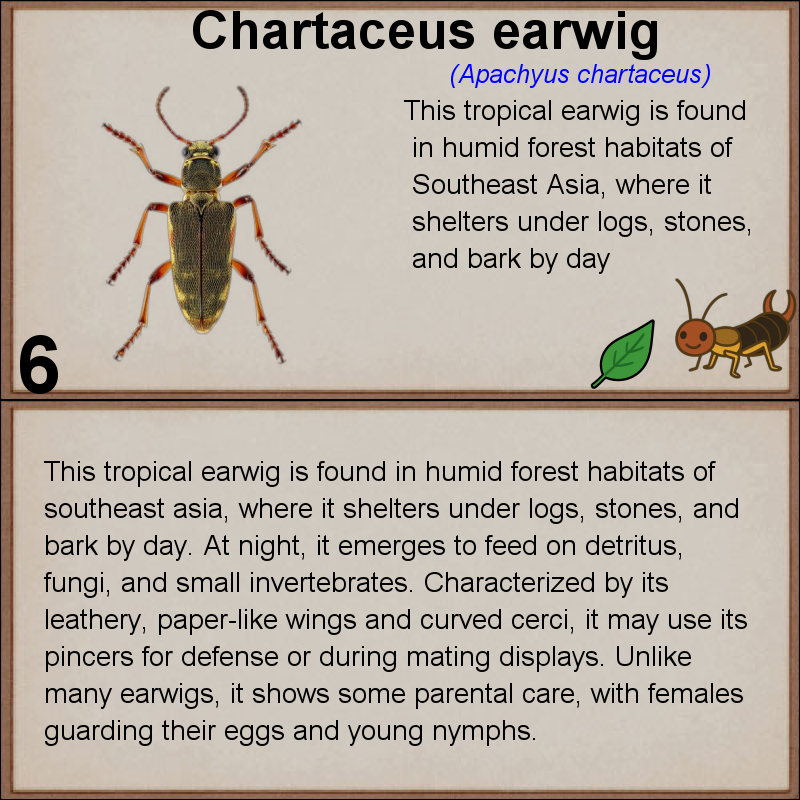 Chartaceus earwig
(Apachyus chartaceus)
This tropical earwig is found
in humid forest habitats of
Southeast Asia, where it
shelters under logs, stones,
and bark by day
6
This tropical earwig is found in humid forest habitats of
southeast asia, where it shelters under logs, stones, and
bark by day. At night, it emerges to feed on detritus,
fungi, and small invertebrates. Characterized by its
leathery, paper-like wings and curved cerci, it may use its
pincers for defense or during mating displays. Unlike
many earwigs, it shows some parental care, with females
guarding their eggs and young nymphs.